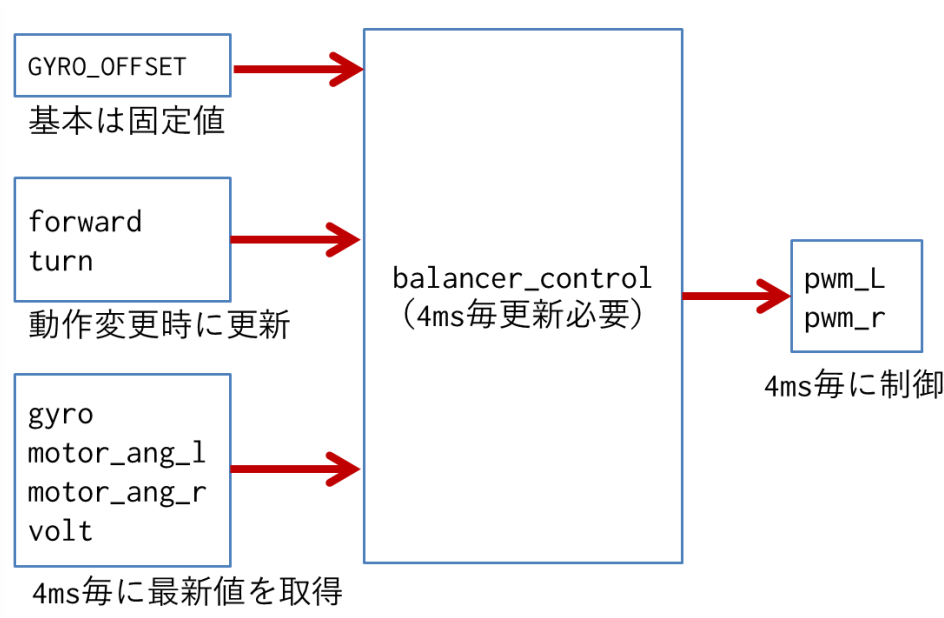 GYRO_OFFSET
基本は固定値
forward
turn
動作変更時に更新
gyro
motor_ang_l
motor_ang_r
volt
4ms毎に最新値を取得
balancer_control
（4ms毎更新必要）
pwm_L
pwm_r
4ms毎に制御